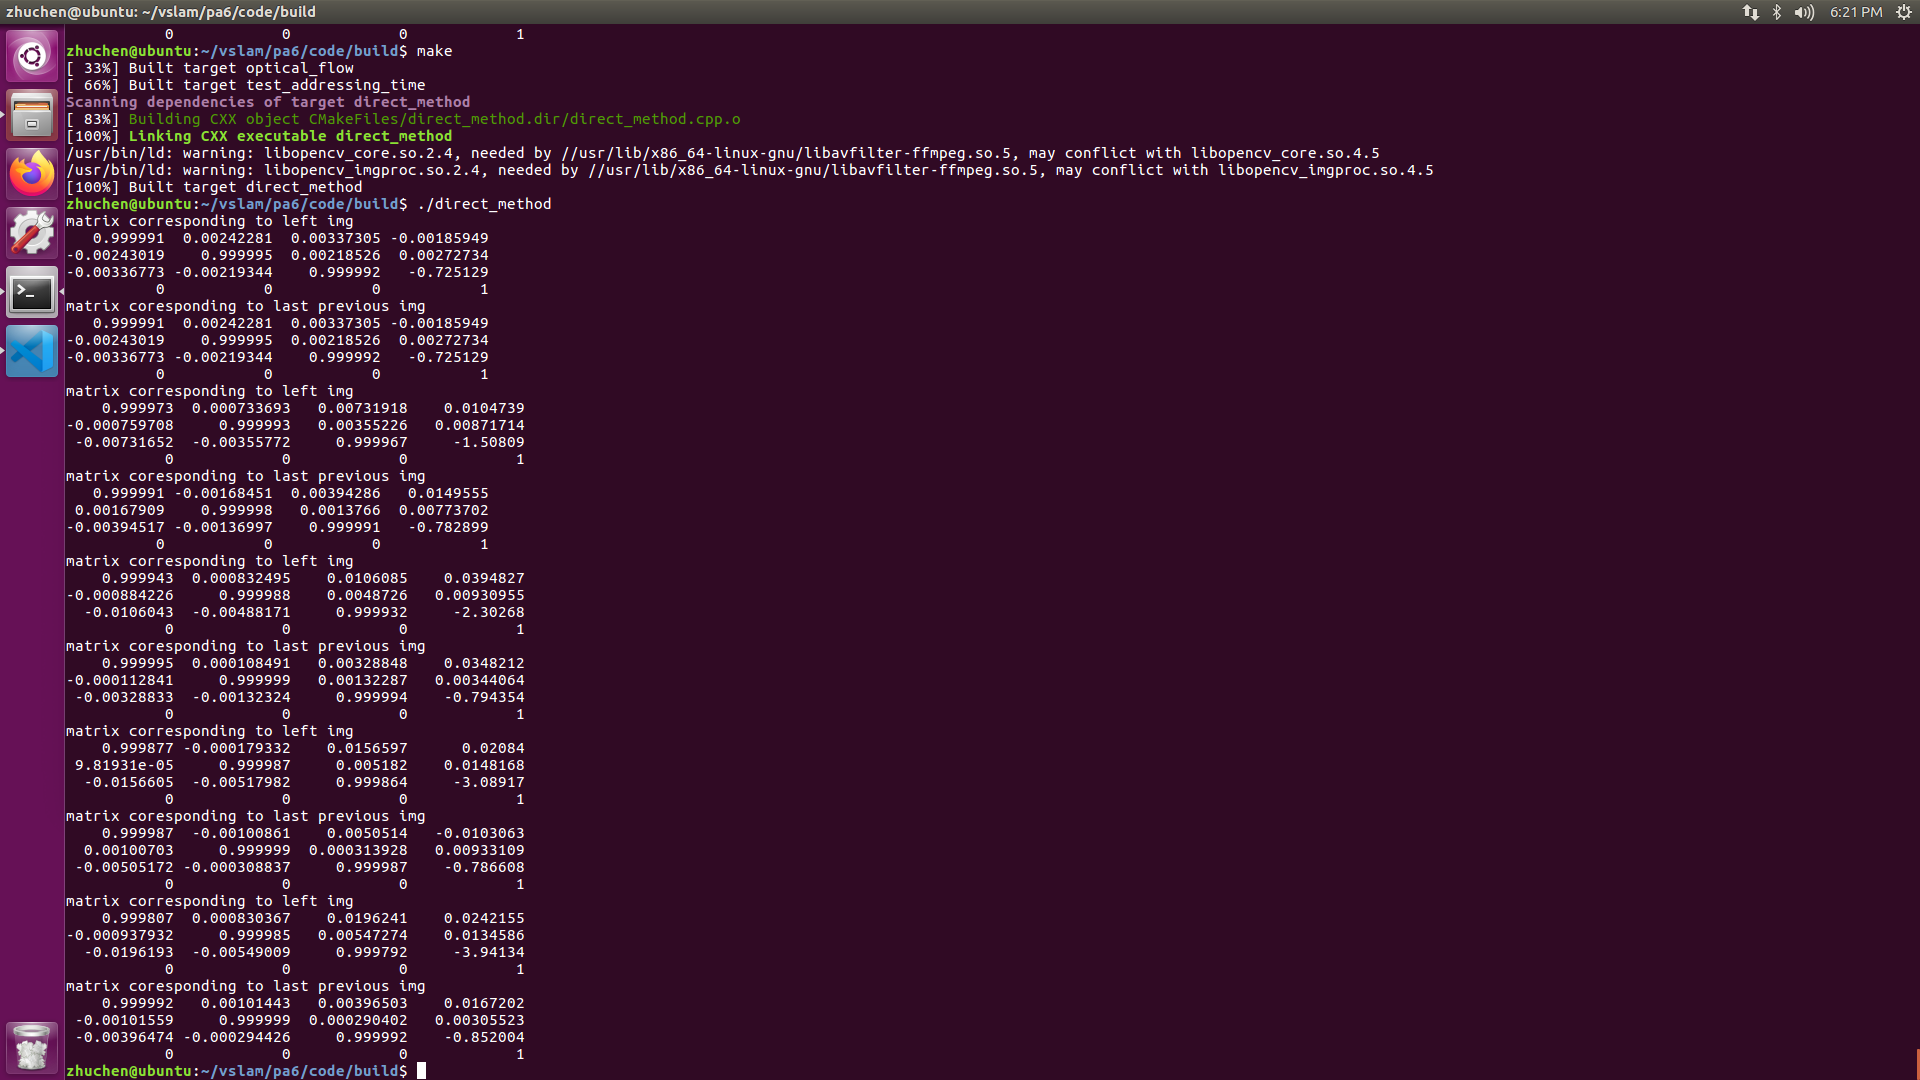 zhuchen@ubuntu: ~/vslam/pa6/code/build
6:21 PM
0 0 0 1
zhuchen@ubuntu:~/vslam/pa6/code/build$ make
[ 33%] Built target optical_flow
[ 66%] Built target test_addressing_time
Scanning dependencies of target direct_method
[ 83%] Building CXX object CMakeFiles/direct_method.dir/direct_method.cpp.o
[100%] Linking CXX executable direct_method
/usr/bin/ld: warning: libopencv_core.so.2.4, needed by //usr/lib/x86_64-linux-gnu/libavfilter-ffmpeg.so.5, may conflict with libopencv_core.so.4.5
/usr/bin/ld: warning: libopencv_imgproc.so.2.4, needed by //usr/lib/x86_64-linux-gnu/libavfilter-ffmpeg.so.5, may conflict with libopencv_imgproc.so.4.5
[100%] Built target direct_method
zhuchen@ubuntu:~/vslam/pa6/code/build$ ./direct_method
matrix corresponding to left img
0.999991 0.00242281 0.00337305 -0.00185949
-0.00243019 0.999995 0.00218526 0.00272734
-0.00336773 -0.00219344 0.999992 -0.725129
0 0 0 1
matrix coresponding to last previous img
0.999991 0.00242281 0.00337305 -0.00185949
-0.00243019 0.999995 0.00218526 0.00272734
-0.00336773 -0.00219344 0.999992 -0.725129
0 0 0 1
matrix corresponding to left img
0.999973 0.000733693 0.00731918 0.0104739
-0.000759708 0.999993 0.00355226 0.00871714
-0.00731652 -0.00355772 0.999967 -1.50809
0 0 0 1
matrix coresponding to last previous img
0.999991 -0.00168451 0.00394286 0.0149555
0.00167909 0.999998 0.0013766 0.00773702
-0.00394517 -0.00136997 0.999991 -0.782899
0 0 0 1
matrix corresponding to left img
0.999943 0.000832495 0.0106085 0.0394827
-0.000884226 0.999988 0.0048726 0.00930955
-0.0106043 -0.00488171 0.999932 -2.30268
0 0 0 1
matrix coresponding to last previous img
0.999995 0.000108491 0.00328848 0.0348212
-0.000112841 0.999999 0.00132287 0.00344064
-0.00328833 -0.00132324 0.999994 -0.794354
0 0 0 1
matrix corresponding to left img
0.999877 -0.000179332 0.0156597 0.02084
9.81931e-05 0.999987 0.005182 0.0148168
-0.0156605 -0.00517982 0.999864 -3.08917
0 0 0 1
matrix coresponding to last previous img
0.999987 -0.00100861 0.0050514 -0.0103063
0.00100703 0.999999 0.000313928 0.00933109
-0.00505172 -0.000308837 0.999987 -0.786608
0 0 0 1
matrix corresponding to left img
0.999807 0.000830367 0.0196241 0.0242155
-0.000937932 0.999985 0.00547274 0.0134586
-0.0196193 -0.00549009 0.999792 -3.94134
0 0 0 1
matrix coresponding to last previous img
0.999992 0.00101443 0.00396503 0.0167202
-0.00101559 0.999999 0.000290402 0.00305523
-0.00396474 -0.000294426 0.999992 -0.852004
0 0 0 1
zhuchen@ubuntu:~/vslam/pa6/code/build$